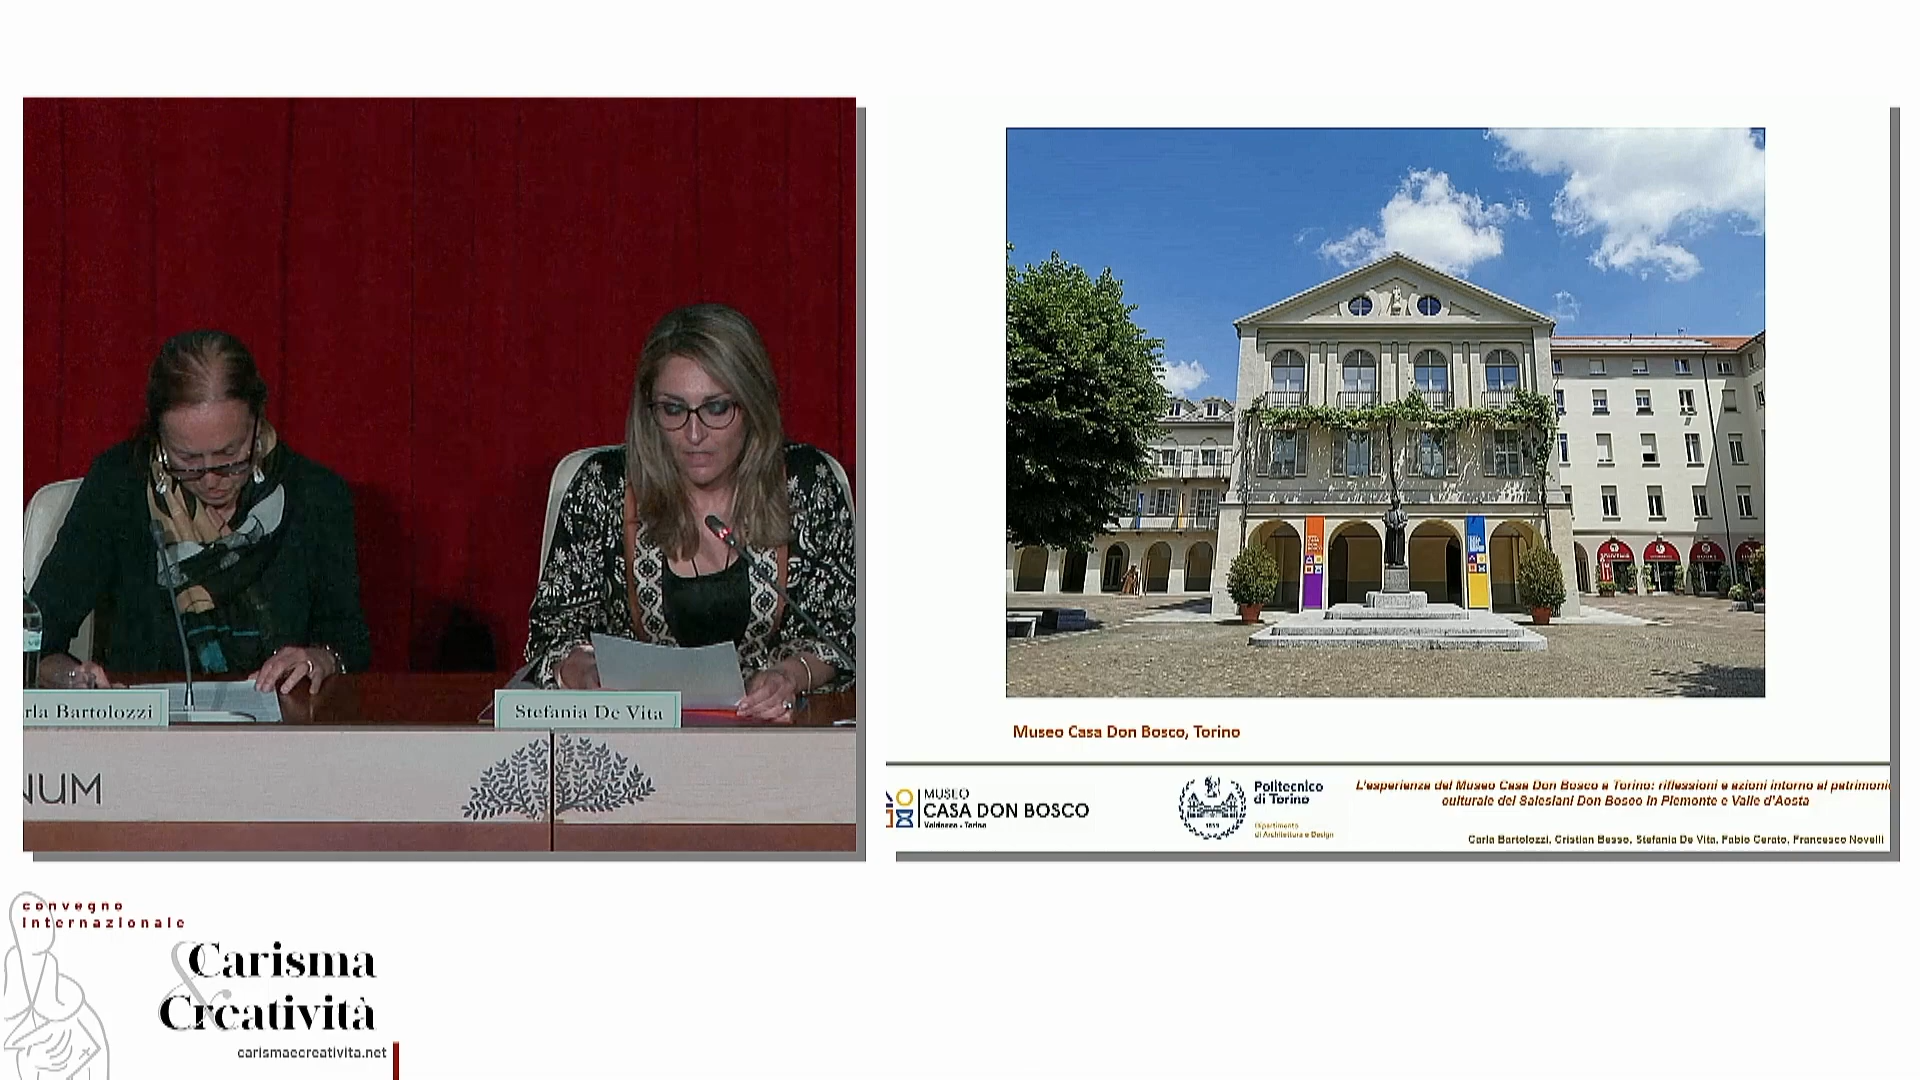 rla Bartolozzi
Stefania De Vita
NUM
Museo Casa Don Bosco, Torino
MUSEO
CASA DON BOSCO
Valdocco - Torino
Politecnico
di Torino
1859
Dipartimento
di Architettura e Design
L'esperienza del Museo Casa Don Bosco a Torino: riflessioni e azioni intorno al patrimonio
culturale dei Salesiani Don Bosco in Piemonte e Valle d'Aosta
Carla Bartolozzi, Cristian Besso, Stefania De Vita, Fabio Cerato, Francesco Novelli
convegno
internazionale
Carisma
&
Creatività
carismaecreativita.net